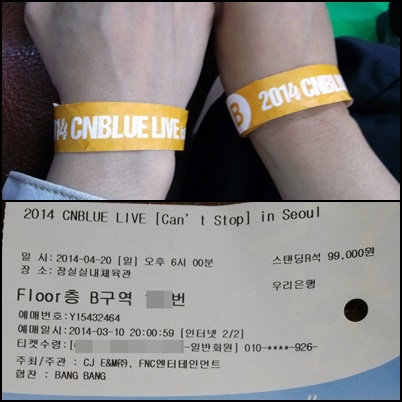 2014 CNBLUE LIVE
B 2014 CNBLUE
2014 CNBLUE LIVE [Can't Stop] in Seoul
일 시:2014-04-20 [일] 오후 6시 00분 스탠딩R석 99,000원
장 소:잠실실내체육관 우리은행
Floor층 B구역 번
예매번호:Y15432464
예매일시:2014-03-10 20:00:59 [인터넷 2/2]
티켓수령:[ -일반회원] 010-****-926-
주최/주관 : CJ E&M㈜, FNC엔터테인먼트
협찬 : BANG BANG